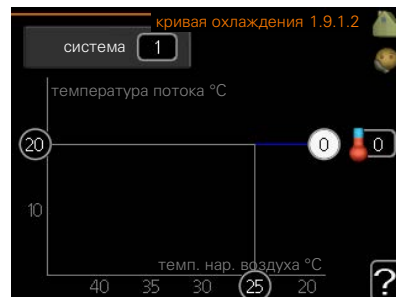 кривая охлаждения 1.9.1.2
система 1
температура потока °C
20 0 0
10
темп. нар. воздуха °C
40 35 30 25 20
?